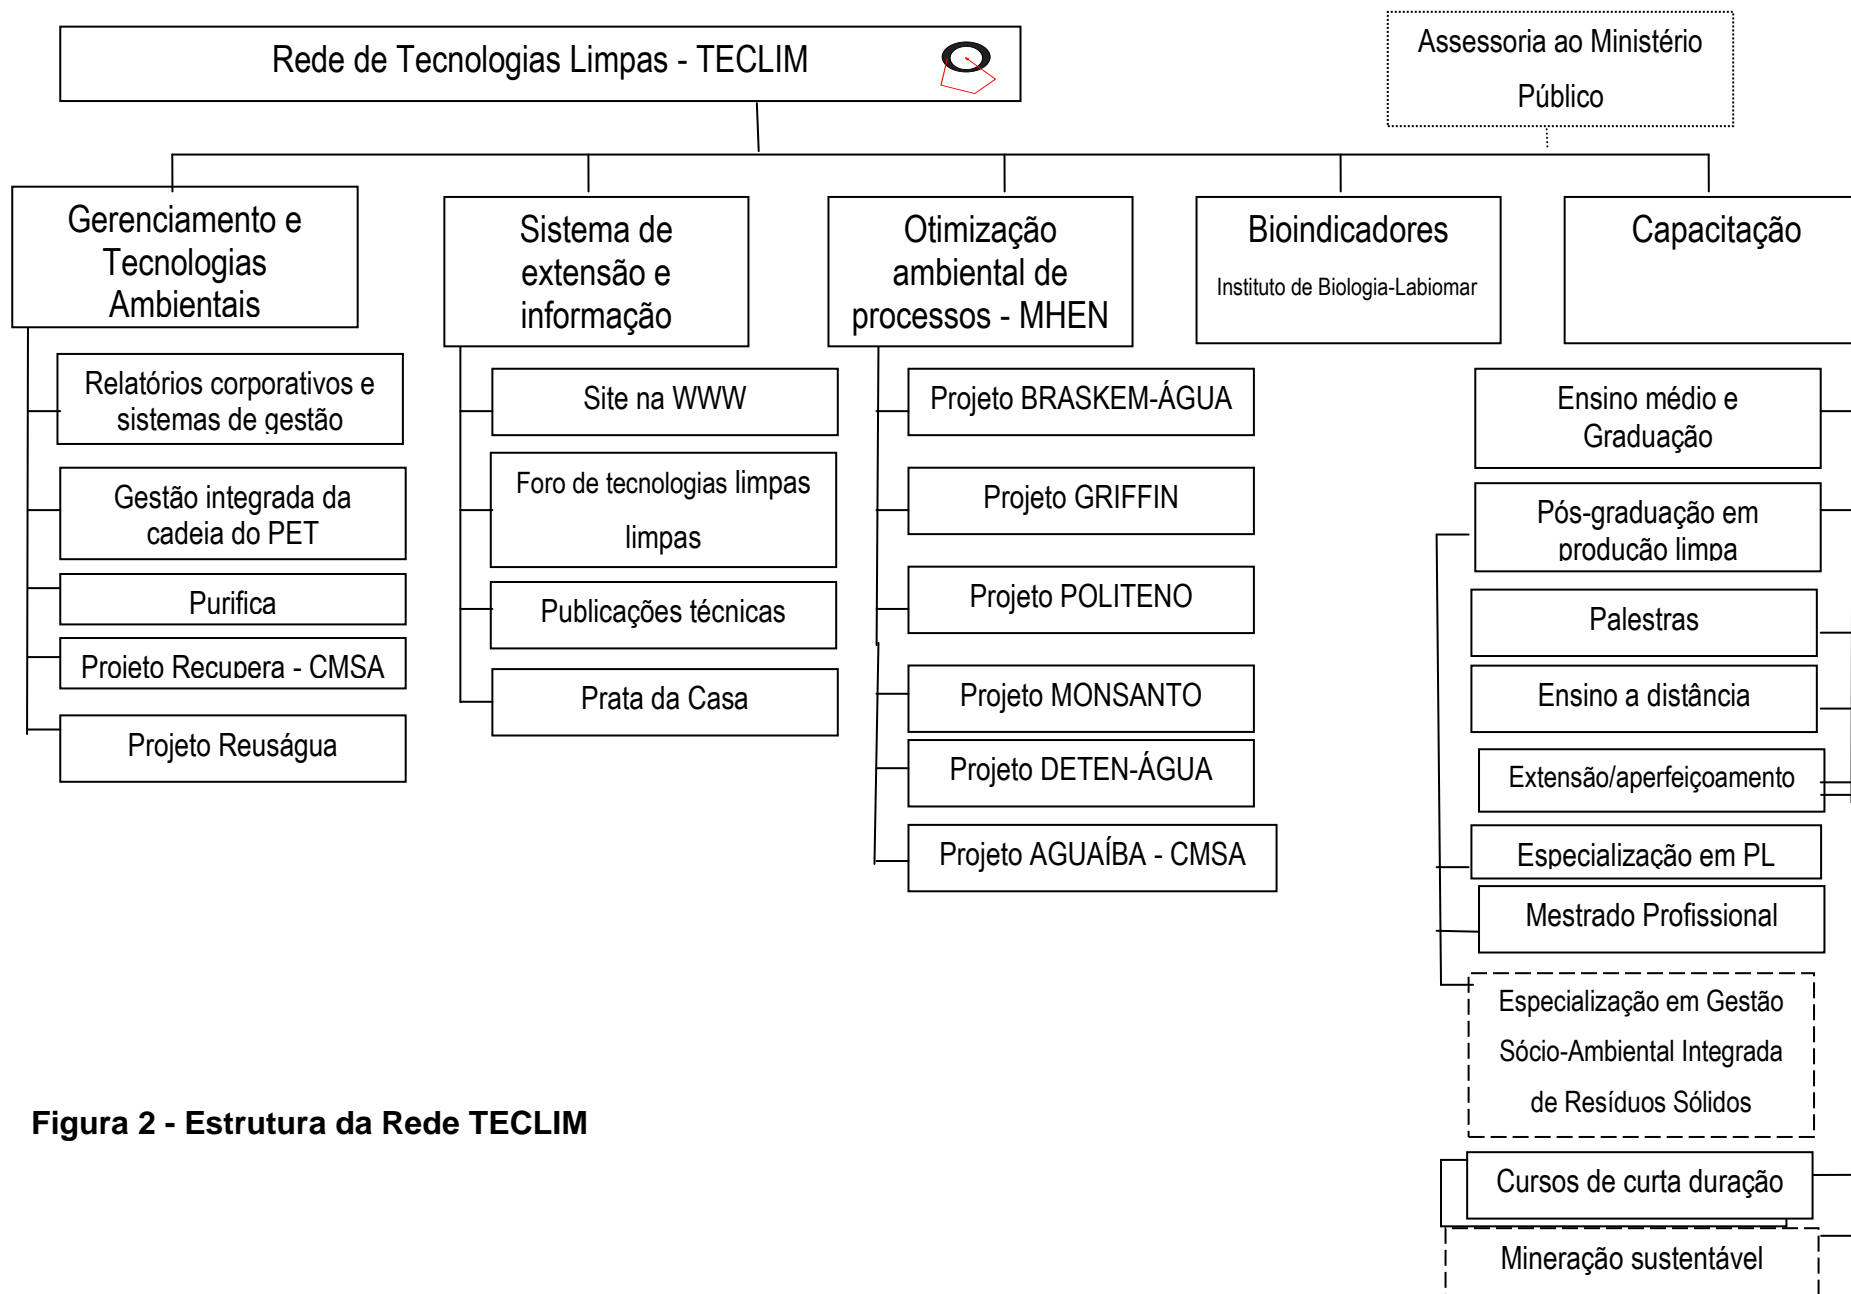 Rede de Tecnologias Limpas - TECLIM
Assessoria ao Ministério
Público
Gerenciamento e
Tecnologias
Ambientais
Relatórios corporativos e
sistemas de gestão
Gestão integrada da
cadeia do PET
Purifica
Projeto Recupera - CMSA
Projeto Reuságua
Sistema de
extensão e
informação
Site na WWW
Foro de tecnologias limpas
limpas
Publicações técnicas
Prata da Casa
Otimização
ambiental de
processos - MHEN
Projeto BRASKEM-ÁGUA
Projeto GRIFFIN
Projeto POLITENO
Projeto MONSANTO
Projeto DETEN-ÁGUA
Projeto AGUAÍBA - CMSA
Bioindicadores
Instituto de Biologia-Labiomar
Capacitação
Ensino médio e
Graduação
Pós-graduação em
produção limpa
Palestras
Ensino a distância
Extensão/aperfeiçoamento
Especialização em PL
Mestrado Profissional
Especialização em Gestão
Sócio-Ambiental Integrada
de Resíduos Sólidos
Cursos de curta duração
Mineração sustentável
Figura 2 - Estrutura da Rede TECLIM